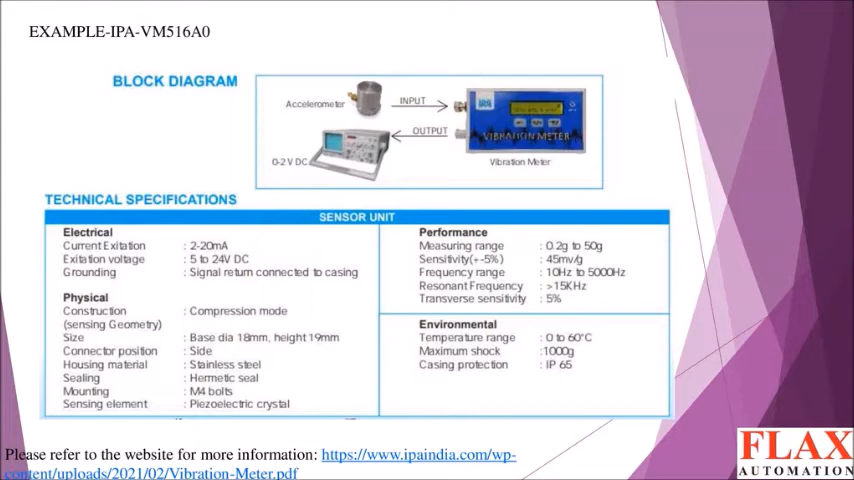 EXAMPLE-IPA-VM516A0
BLOCK DIAGRAM
Accelerometer
INPUT
OUTPUT
VIBRATION METER
0-2 V DC
Vibration Meter
TECHNICAL SPECIFICATIONS
SENSOR UNIT
Electrical
Current Exitation : 2-20mA
Exitation voltage : 5 to 24V DC
Grounding : Signal return connected to casing
Physical
Construction : Compression mode
(sensing Geometry)
Size : Base dia 18mm, height 19mm
Connector position : Side
Housing material : Stainless steel
Sealing : Hermetic seal
Mounting : M4 bolts
Sensing element : Piezoelectric crystal
Performance
Measuring range : 0.2g to 50g
Sensitivity(+-5%) : 45mv/g
Frequency range : 10Hz to 5000Hz
Resonant Frequency : >15KHz
Transverse sensitivity : 5%
Environmental
Temperature range : 0 to 60°C
Maximum shock :1000g
Casing protection : IP 65
Please refer to the website for more information: https://www.ipaindia.com/wp-
content/uploads/2021/02/Vibration-Meter.pdf
FLAX
AUTOMATION